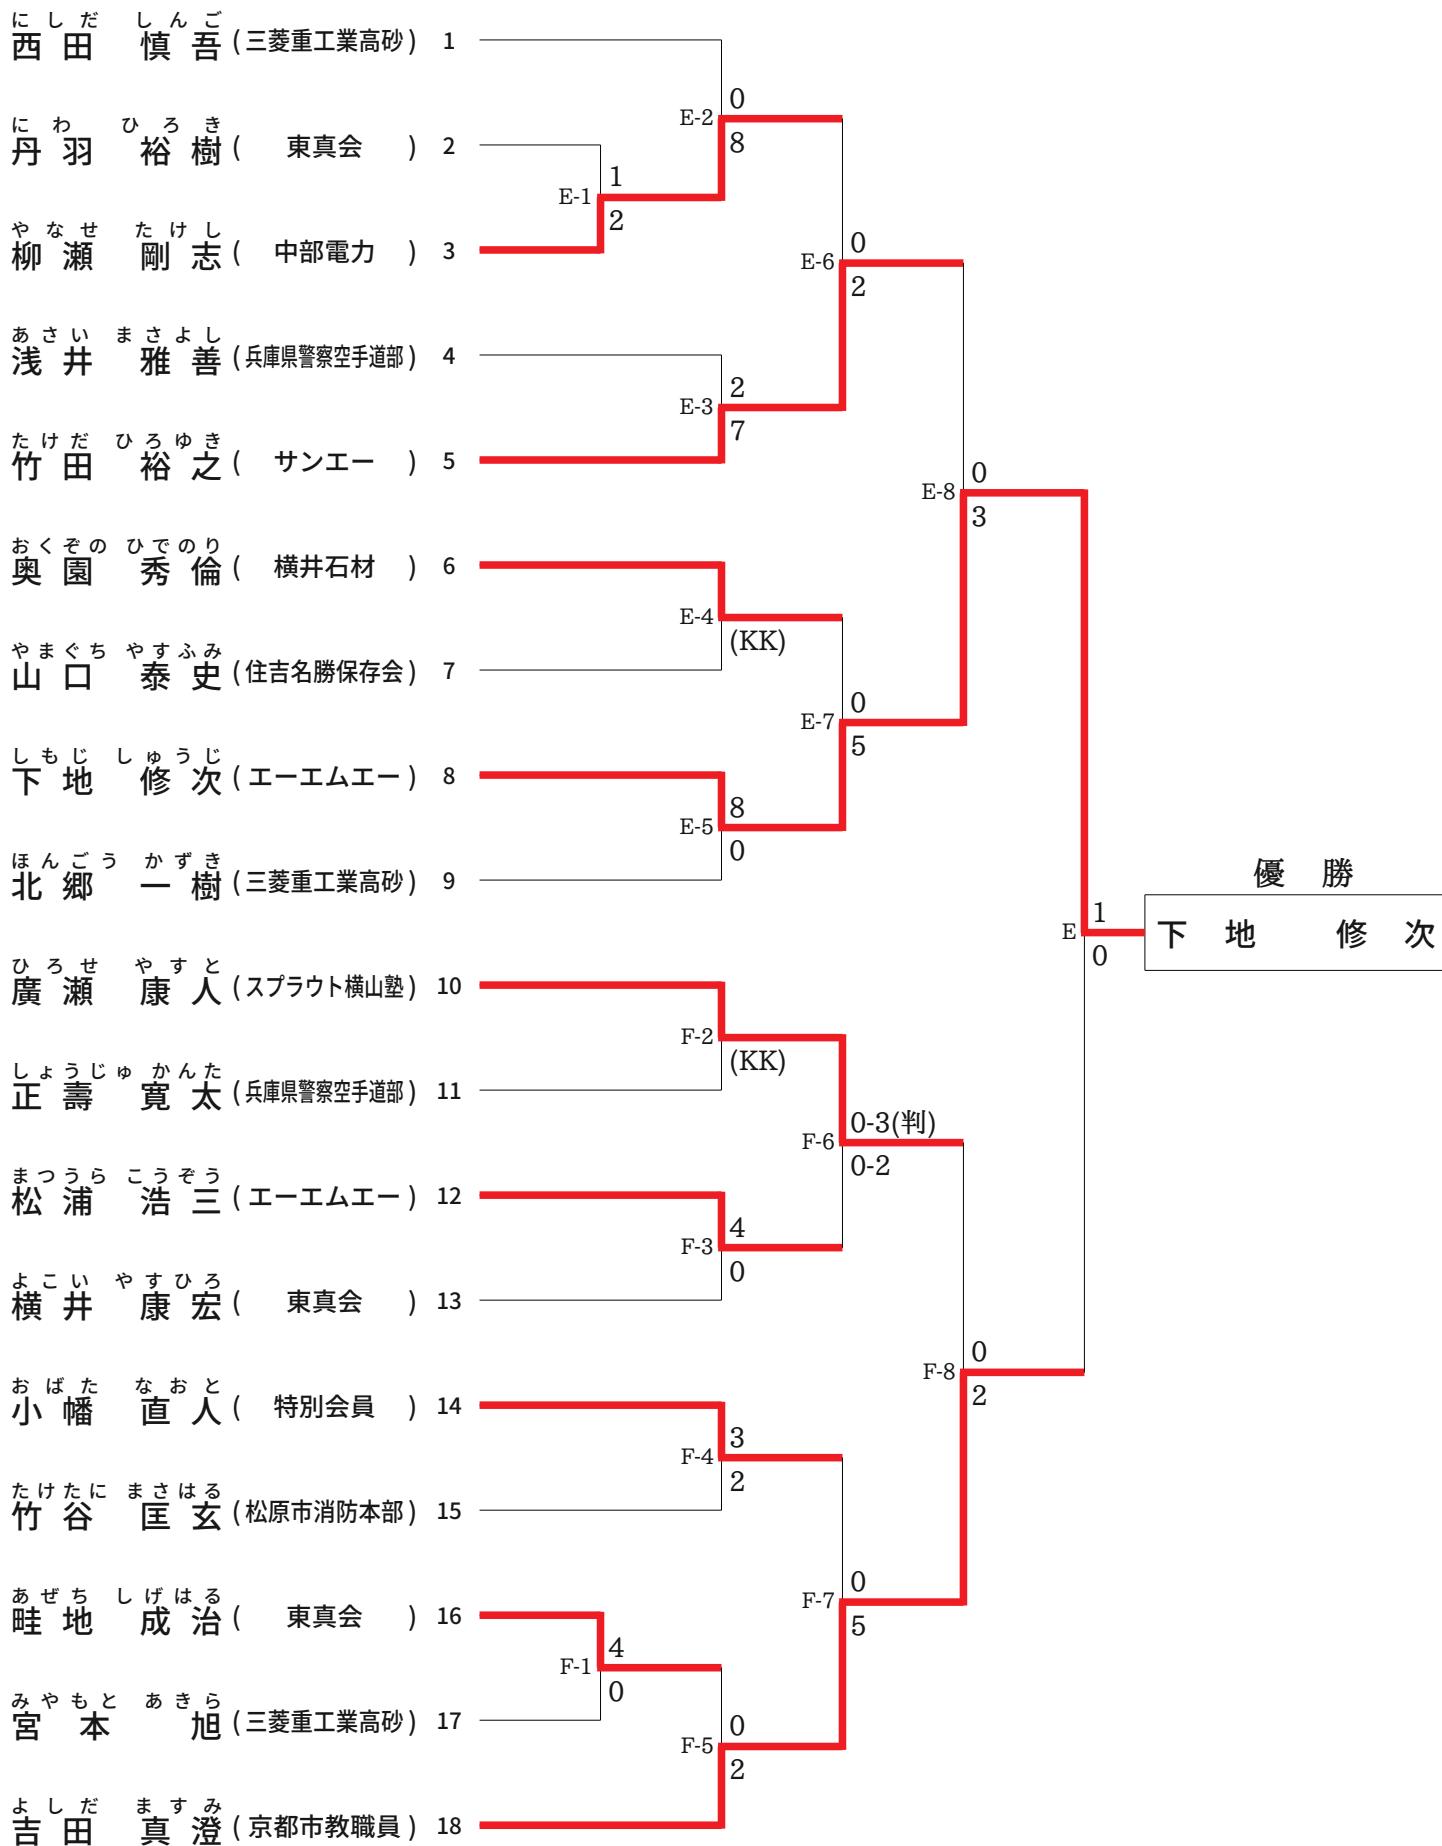 にしだ しんご
西田 慎吾 (三菱重工業高砂) 1
にわ ひろき
丹羽 裕樹 ( 東真会 ) 2
やなせ たけし
柳瀬 剛志 ( 中部電力 ) 3
あさい まさよし
浅井 雅善 (兵庫県警察空手道部) 4
たけだ ひろゆき
竹田 裕之 ( サンエー ) 5
おくぞの ひでのり
奥園 秀倫 ( 横井石材 ) 6
やまぐち やすふみ
山口 泰史 (住吉名勝保存会) 7
しもじ しゅうじ
下地 修次 (エーエムエー) 8
ほんごう かずき
北郷 一樹 (三菱重工業高砂) 9
ひろせ やすと
廣瀬 康人 (スプラウト横山塾) 10
しょうじゅ かんた
正壽 寛太 (兵庫県警察空手道部) 11
まつうら こうぞう
松浦 浩三 (エーエムエー) 12
よこい やすひろ
横井 康宏 ( 東真会 ) 13
おばた なおと
小幡 直人 ( 特別会員 ) 14
たけたに まさはる
竹谷 匡玄 (松原市消防本部) 15
あぜち しげはる
畦地 成治 ( 東真会 ) 16
みやもと あきら
宮本 旭 (三菱重工業高砂) 17
よしだ ますみ
吉田 真澄 (京都市教職員) 18
E-1
1
2
F-1
4
0
E-2
0
8
E-3
2
7
E-4
(KK)
E-5
8
0
F-2
(KK)
F-3
4
0
F-4
3
2
F-5
0
2
E-6
0
2
E-7
0
5
F-6
0-3(判)
0-2
F-7
0
5
E-8
0
3
F-8
0
2
E
1
0
優 勝
下 地 修 次